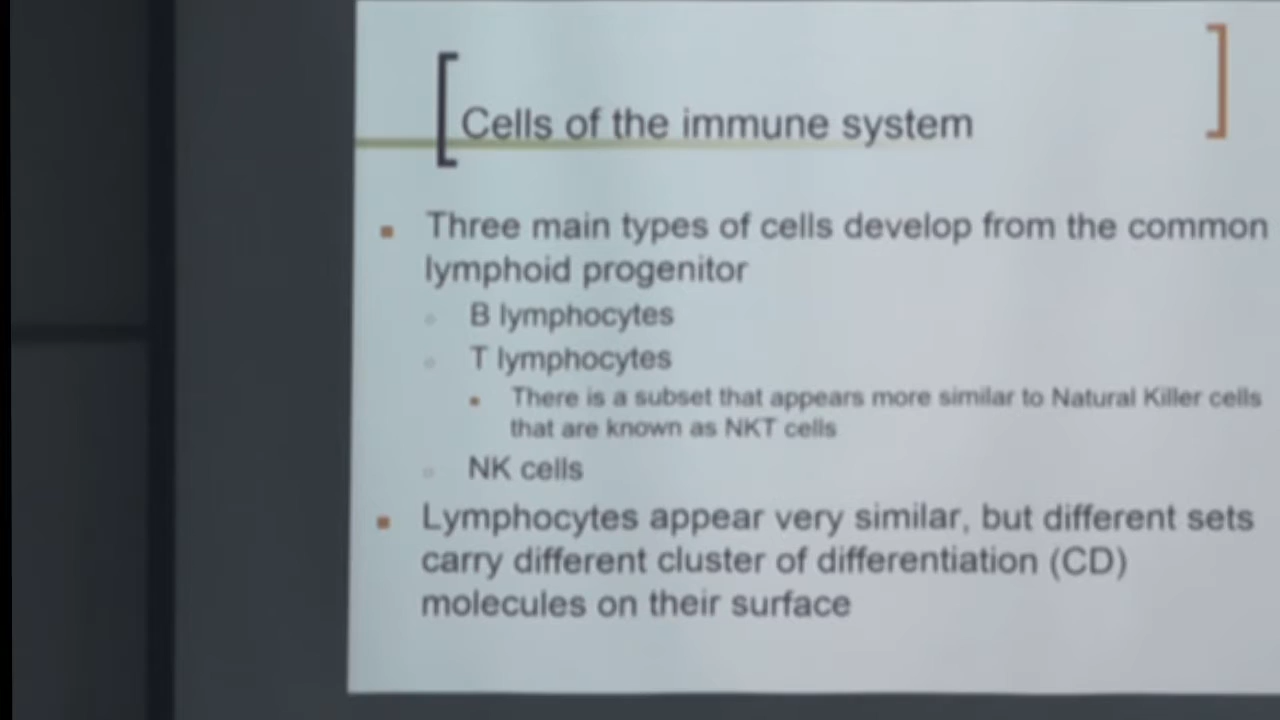 Cells of the immune system
Three main types of cells develop from the common
lymphoid progenitor
B lymphocytes
T lymphocytes
There is a subset that appears more similar to Natural Killer cells
that are known as NKT cells
NK cells
Lymphocytes appear very similar, but different sets
carry different cluster of differentiation (CD)
molecules on their surface